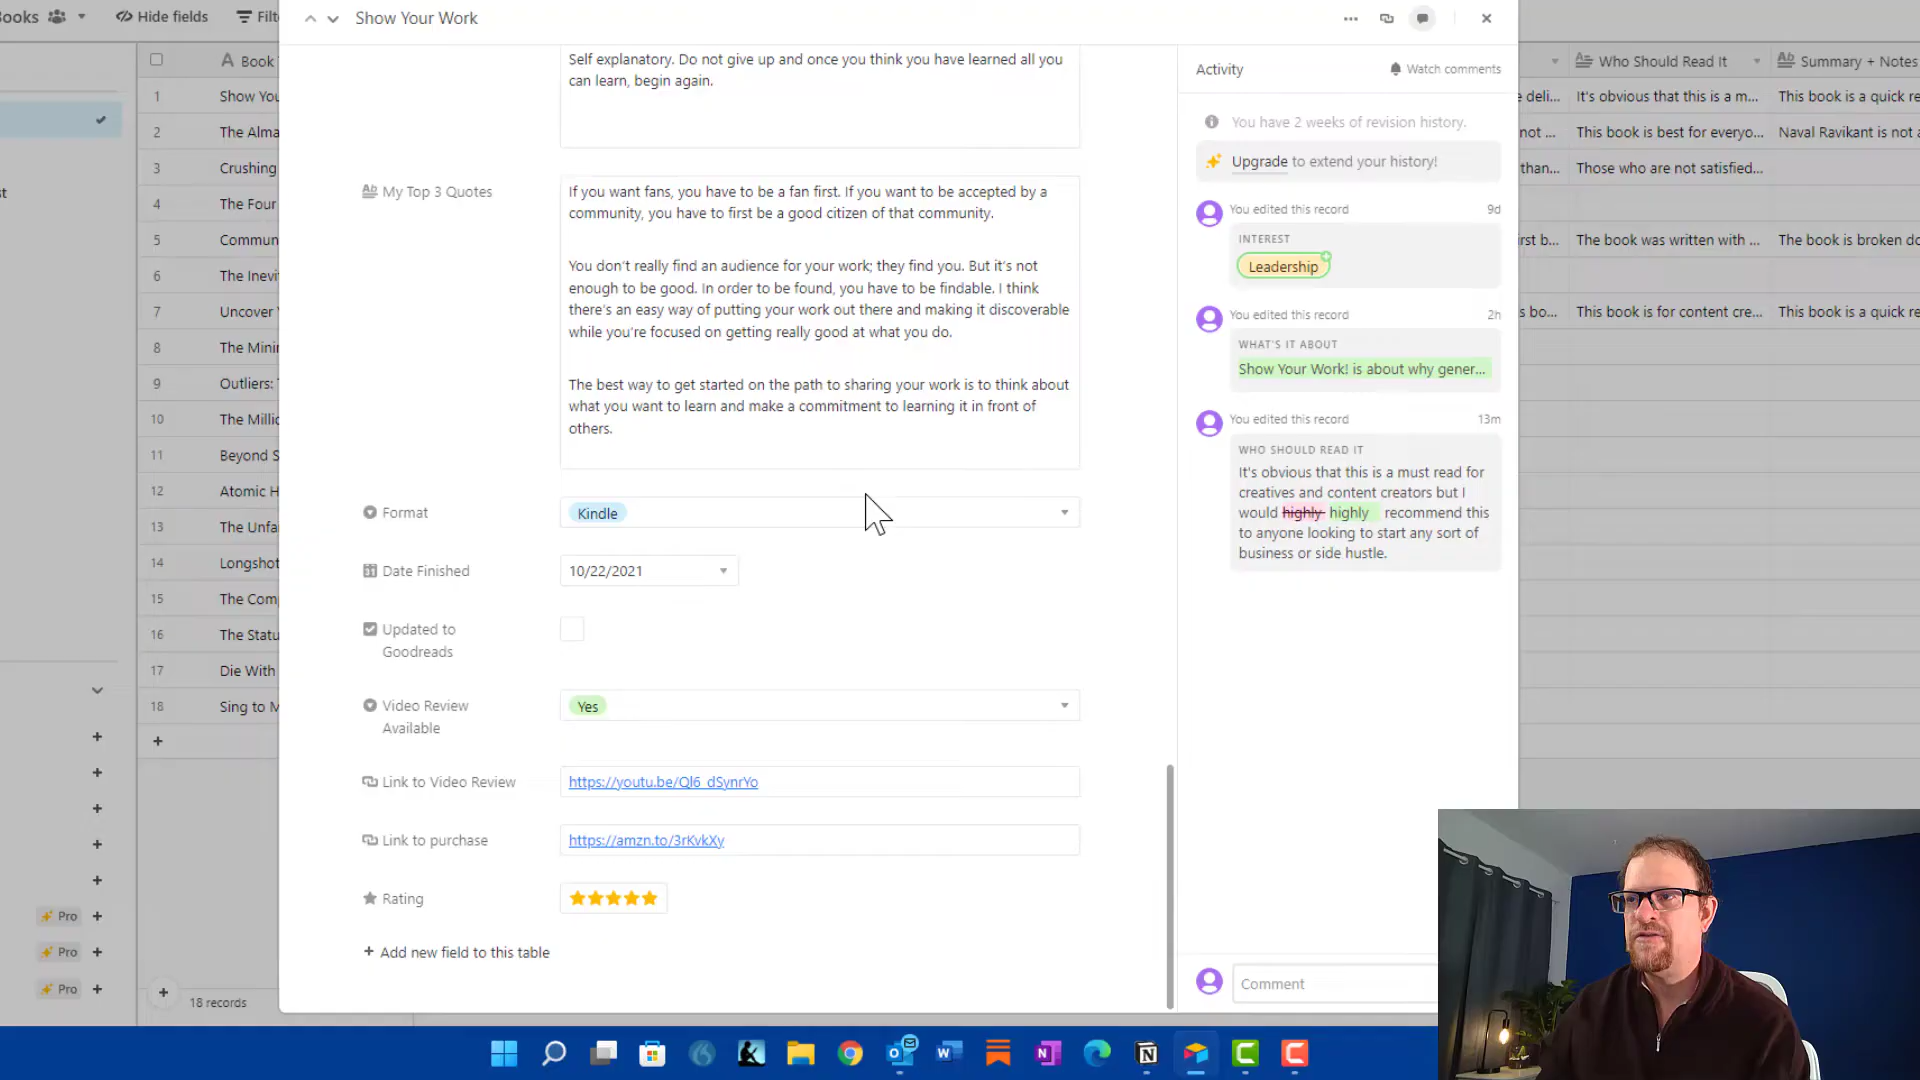 ooks
Hide fields
Filt
Show Your Work
Book
1
Show You
2
The Alma
3
Crushing
4
The Four
5
Commun
6
The Inevit
7
Uncover
8
The Minin
9
Outliers:
10
The Millio
11
Beyond S
12
Atomic H
13
The Unfai
14
Longshot
15
The Comp
16
The Statu
17
Die With
18
Sing to M
18 records
Pro
Pro
Pro
Self explanatory. Do not give up and once you think you have learned all you
can learn, begin again.
My Top 3 Quotes
If you want fans, you have to be a fan first. If you want to be accepted by a
community, you have to first be a good citizen of that community.
You don't really find an audience for your work; they find you. But it's not
enough to be good. In order to be found, you have to be findable. I think
there's an easy way of putting your work out there and making it discoverable
while you're focused on getting really good at what you do.
The best way to get started on the path to sharing your work is to think about
what you want to learn and make a commitment to learning it in front of
others.
Format
Kindle
Date Finished
10/22/2021
Updated to
Goodreads
Video Review
Available
Yes
Link to Video Review
https://youtu.be/Ql6_dSynrYo
Link to purchase
https://amzn.to/3rKvkXy
Rating
+ Add new field to this table
Activity
Watch comments
You have 2 weeks of revision history.
Upgrade to extend your history!
You edited this record
9d
INTEREST
Leadership
You edited this record
2h
WHAT'S IT ABOUT
Show Your Work! is about why gener...
You edited this record
13m
WHO SHOULD READ IT
It's obvious that this is a must read for
creatives and content creators but I
would highly highly recommend this
to anyone looking to start any sort of
business or side hustle.
Comment
Who Should Read It
Summary + Notes
e deli...
It's obvious that this is a m...
This book is a quick re
not ...
This book is best for everyo...
Naval Ravikant is not a
than...
Those who are not satisfied...
irst b...
The book was written with ...
The book is broken do
s bo...
This book is for content cre...
This book is a quick re